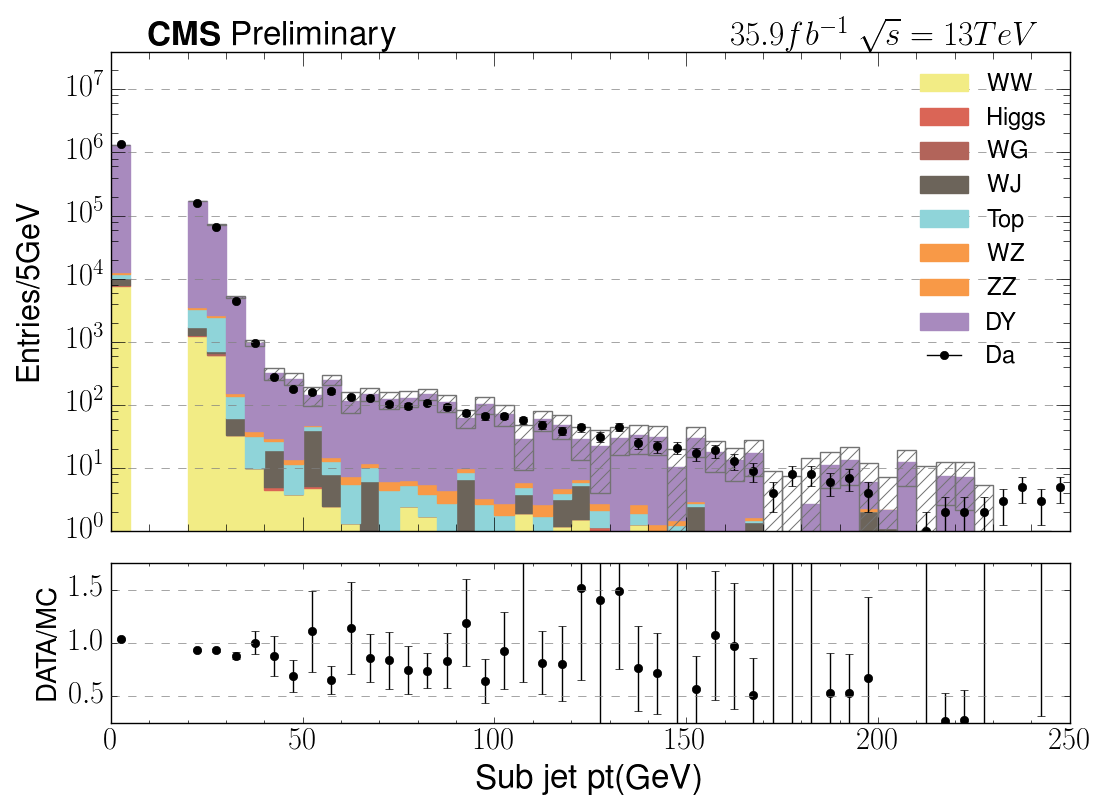 CMS Preliminary 35.9fb⁻¹ √s = 13TeV
10⁷
10⁶
10⁵
10⁴
10³
10²
10¹
10⁰
Entries/5GeV
WW
Higgs
WG
WJ
Top
WZ
ZZ
DY
Da
1.5
1.0
0.5
DATA/MC
0 50 100 150 200 250
Sub jet pt(GeV)